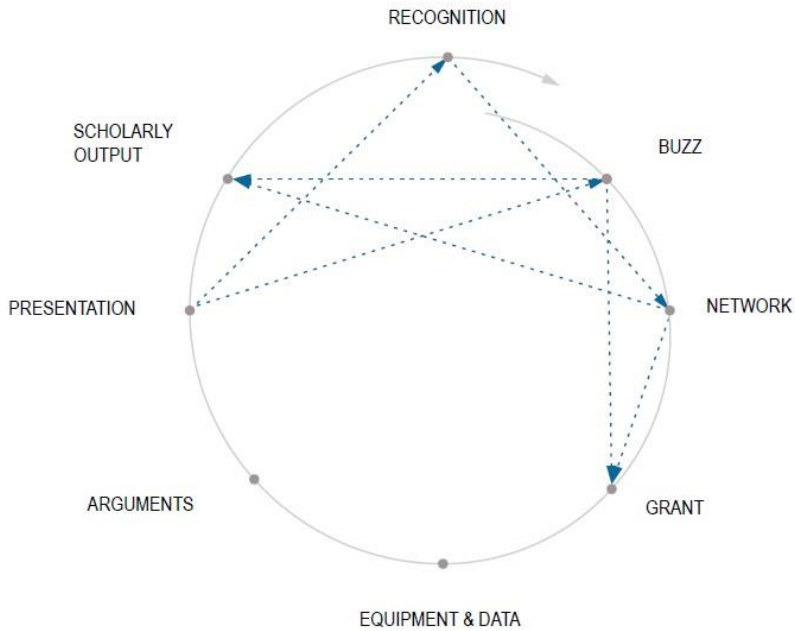 RECOGNITION
SCHOLARLY
OUTPUT
BUZZ
PRESENTATION
NETWORK
ARGUMENTS
GRANT
EQUIPMENT & DATA